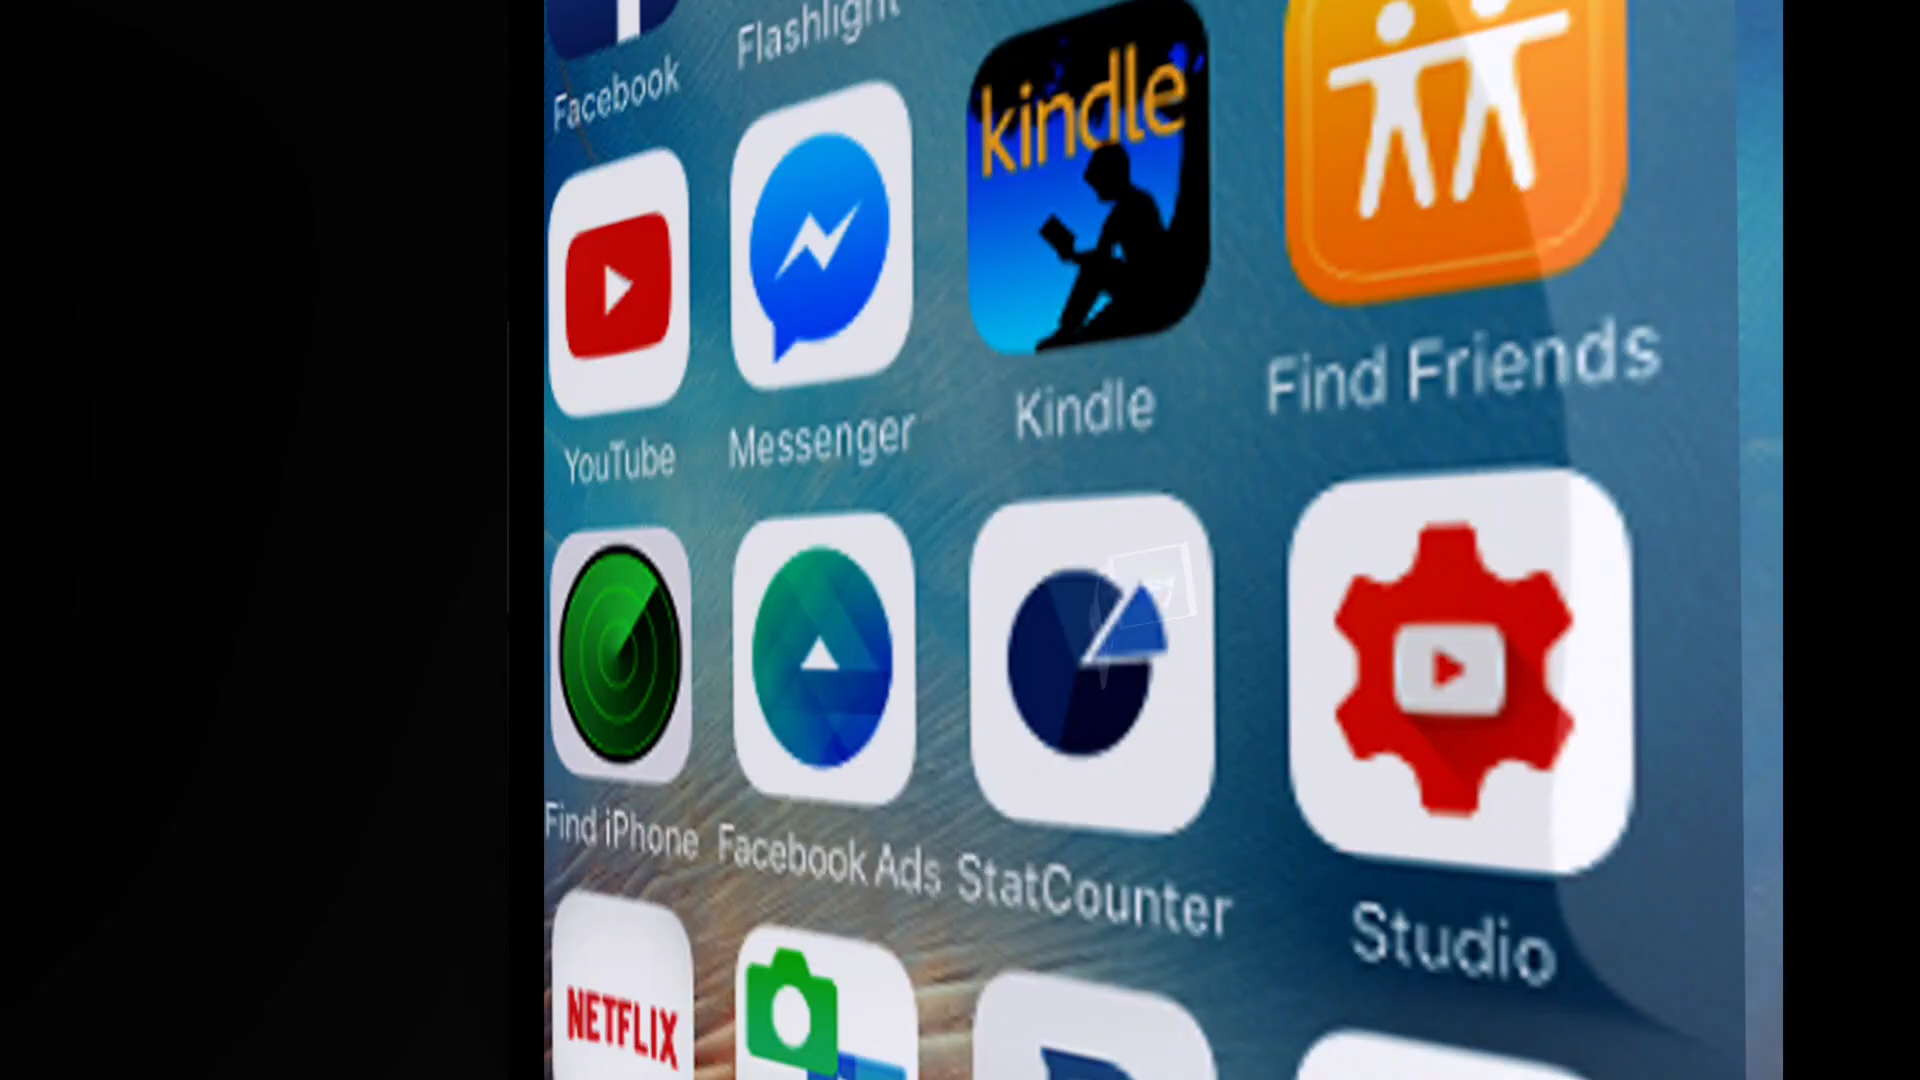 Facebook
Flashlight
kindle
YouTube
Messenger
Kindle
Find Friends
Find iPhone
Facebook Ads
StatCounter
Studio
NETFLIX